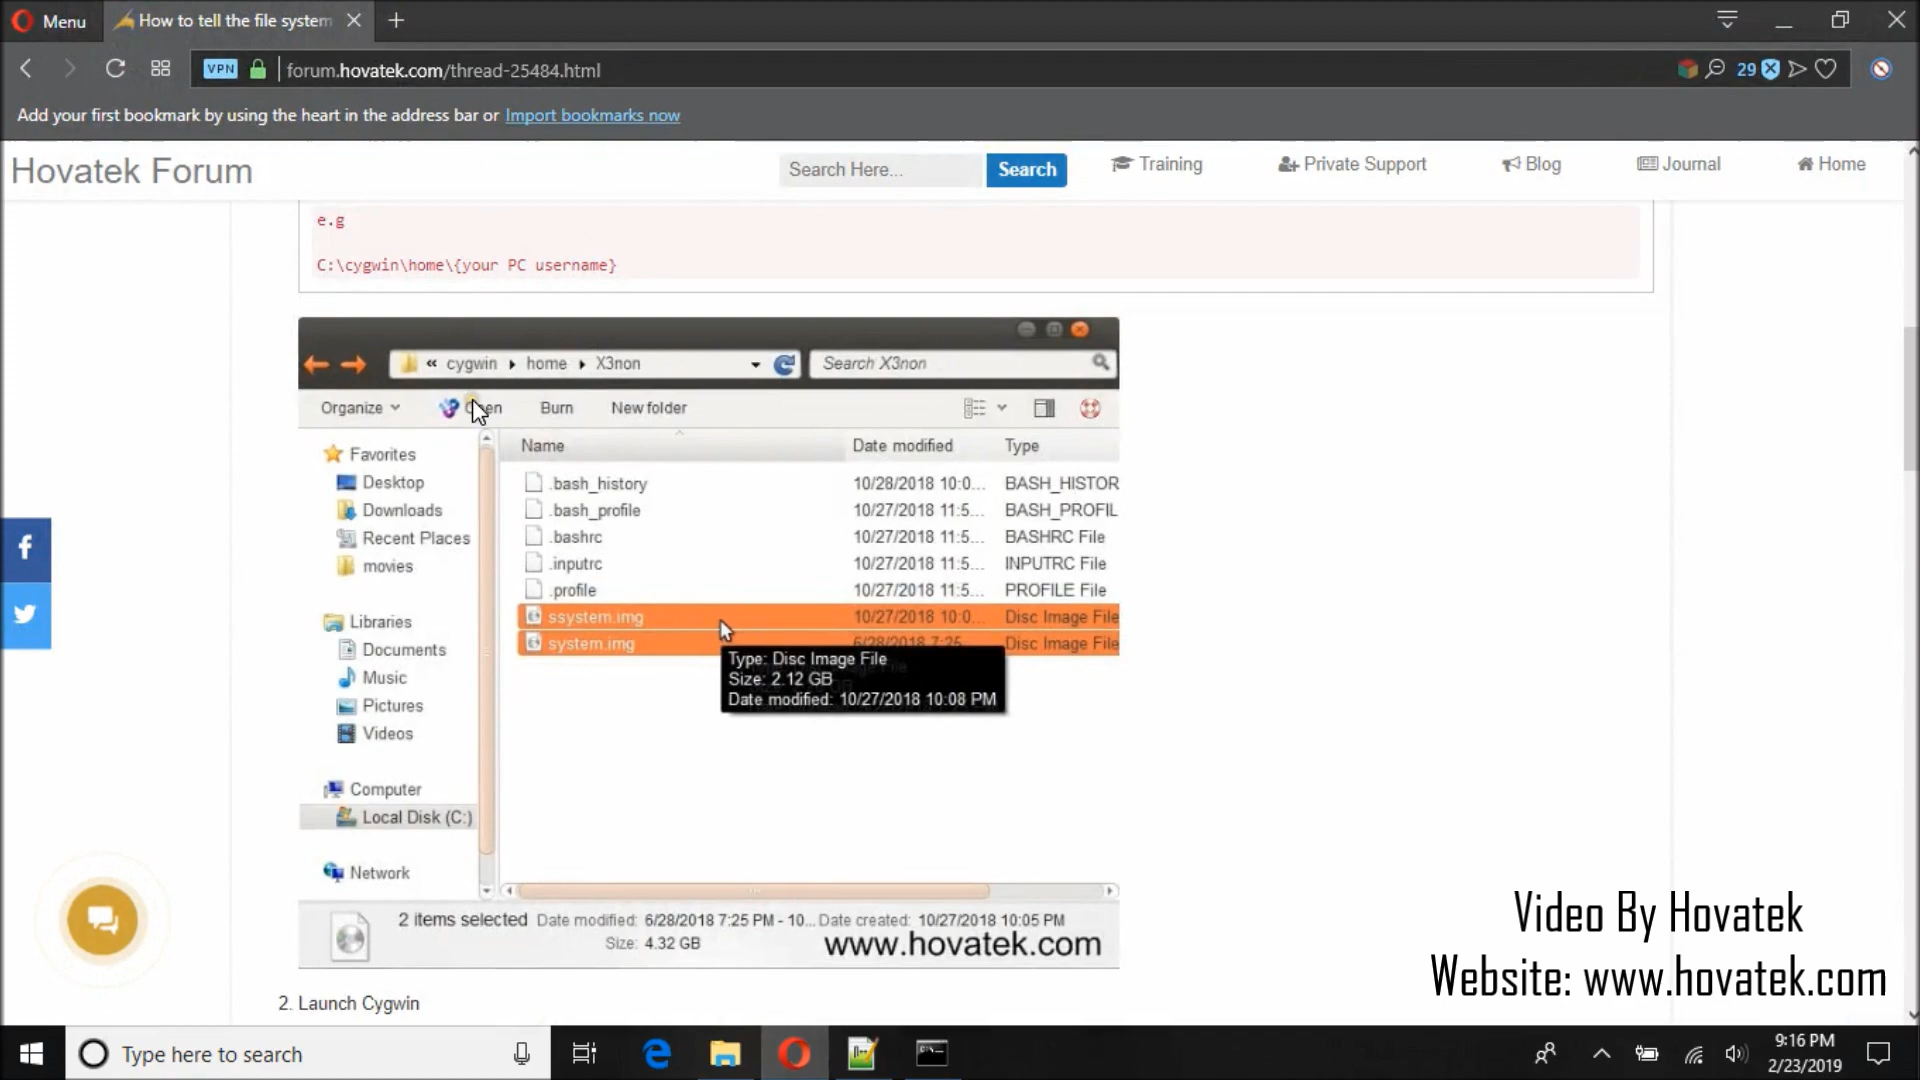 Menu
How to tell the file system
VPN
forum.hovatek.com/thread-25484.html
29
Add your first bookmark by using the heart in the address bar or Import bookmarks now
Hovatek Forum
Search Here...
Search
Training
Private Support
Blog
Journal
Home
e.g
C:\cygwin\home\{your PC username}
« cygwin home X3non
Search X3non
Organize
Open
Burn
New folder
Name Date modified Type
Favorites
Desktop
Downloads
Recent Places
movies
Libraries
Documents
Music
Pictures
Videos
Computer
Local Disk (C:)
Network
.bash_history 10/28/2018 10:0... BASH_HISTOR
.bash_profile 10/27/2018 11:5... BASH_PROFIL
.bashrc 10/27/2018 11:5... BASHRC File
.inputrc 10/27/2018 11:5... INPUTRC File
.profile 10/27/2018 11:5... PROFILE File
ssystem.img 10/27/2018 10:0... Disc Image File
system.img 6/28/2018 7:25 Disc Image File
Type: Disc Image File
Size: 2.12 GB
Date modified: 10/27/2018 10:08 PM
2 items selected Date modified: 6/28/2018 7:25 PM - 10... Date created: 10/27/2018 10:05 PM
Size: 4.32 GB
www.hovatek.com
2. Launch Cygwin
Video By Hovatek
Website: www.hovatek.com
Type here to search
9:16 PM
2/23/2019